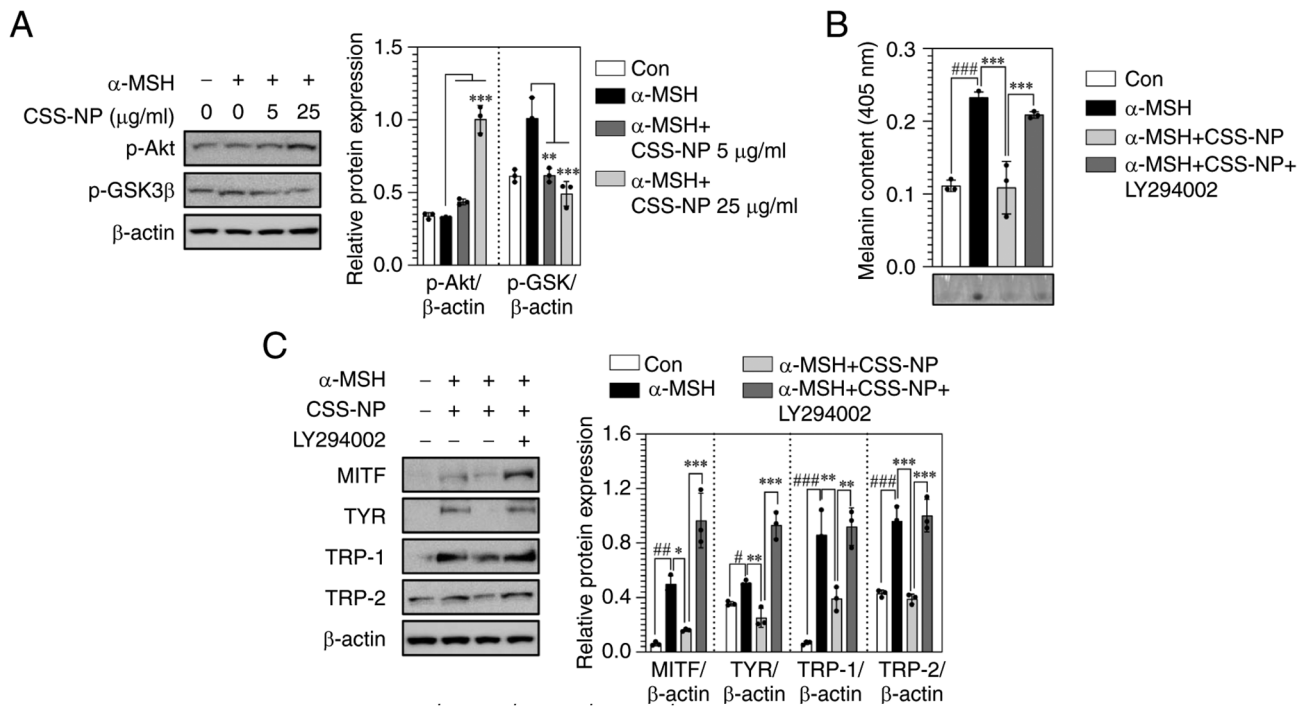 A
α-MSH – + + +
CSS-NP (μg/ml) 0 0 5 25
p-Akt
p-GSK3β
β-actin
Relative protein expression
1.5
1.0
0.5
0.0
***
**
***
p-Akt/
β-actin
p-GSK/
β-actin
Con
α-MSH
α-MSH+
CSS-NP 5 μg/ml
α-MSH+
CSS-NP 25 μg/ml
B
Melanin content (405 nm)
0.3
0.2
0.1
0.0
###
***
***
Con
α-MSH
α-MSH+CSS-NP
α-MSH+CSS-NP+
LY294002
C
α-MSH – + + +
CSS-NP – + + +
LY294002 – – – +
MITF
TYR
TRP-1
TRP-2
β-actin
Con
α-MSH
α-MSH+CSS-NP
α-MSH+CSS-NP+
LY294002
Relative protein expression
1.6
1.2
0.8
0.4
0.0
## * ***
# ** ***
### ** **
### *** ***
MITF/
β-actin
TYR/
β-actin
TRP-1/
β-actin
TRP-2/
β-actin